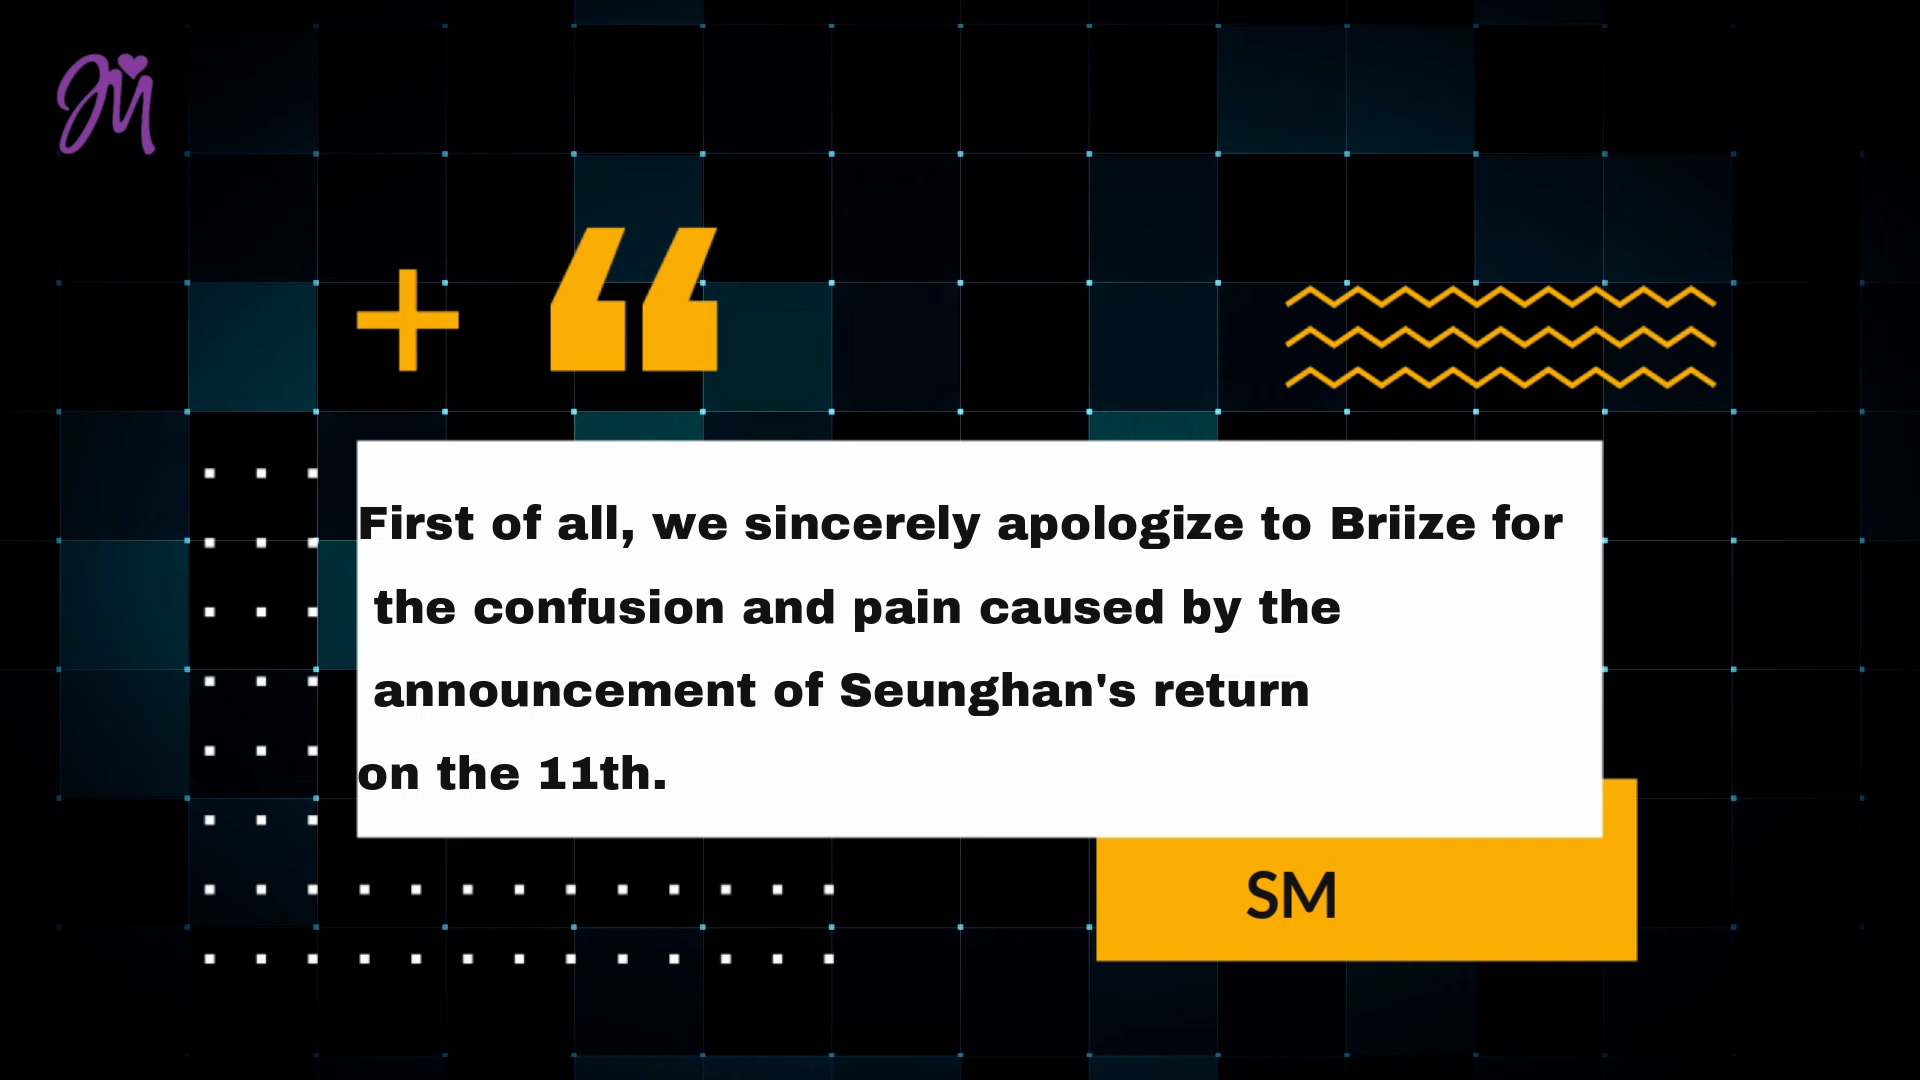 JM
“
First of all, we sincerely apologize to Briize for
the confusion and pain caused by the
announcement of Seunghan's return
on the 11th.
SM